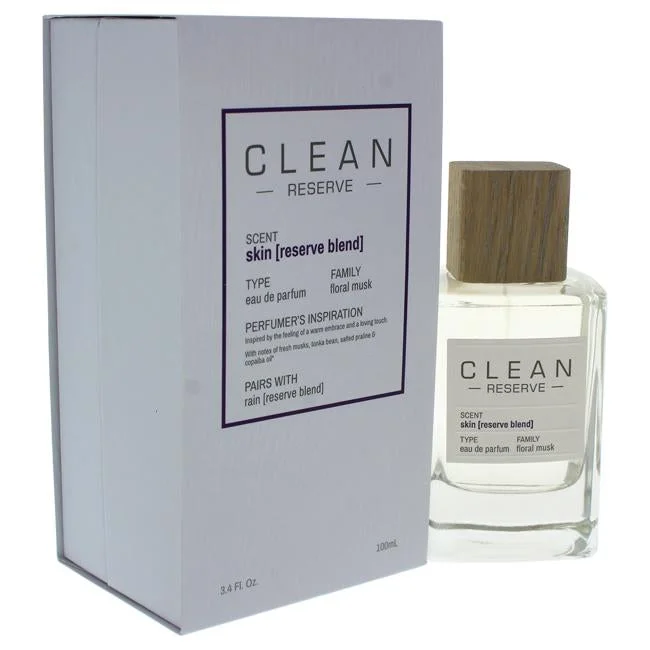 CLEAN
RESERVE
SCENT
skin [reserve blend]
TYPE FAMILY
eau de parfum floral musk
PERFUMER'S INSPIRATION
Inspired by the feeling of a warm embrace and a loving touch
With notes of fresh musks, tonka bean, salted praline &
copaiba oil*
PAIRS WITH
rain [reserve blend]
100mL
3.4 Fl. Oz.
CLEAN
RESERVE
SCENT
skin [reserve blend]
TYPE FAMILY
eau de parfum floral musk